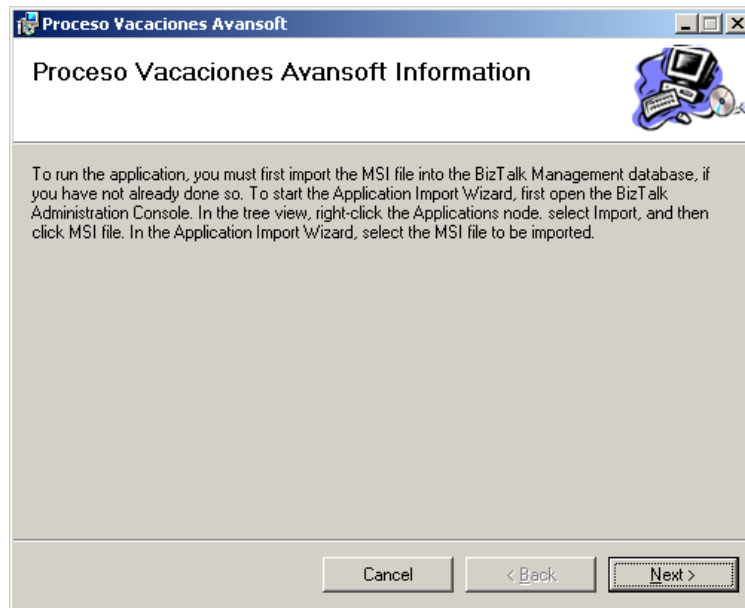 Proceso Vacaciones Avansoft
Proceso Vacaciones Avansoft Information
To run the application, you must first import the MSI file into the BizTalk Management database, if
you have not already done so. To start the Application Import Wizard, first open the BizTalk
Administration Console. In the tree view, right-click the Applications node. select Import, and then
click MSI file. In the Application Import Wizard, select the MSI file to be imported.
Cancel
< Back
Next >